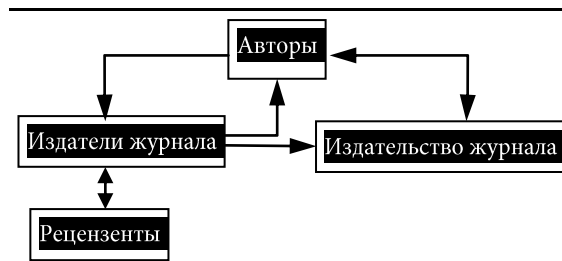 Авторы
Издатели журнала
Издательство журнала
Рецензенты